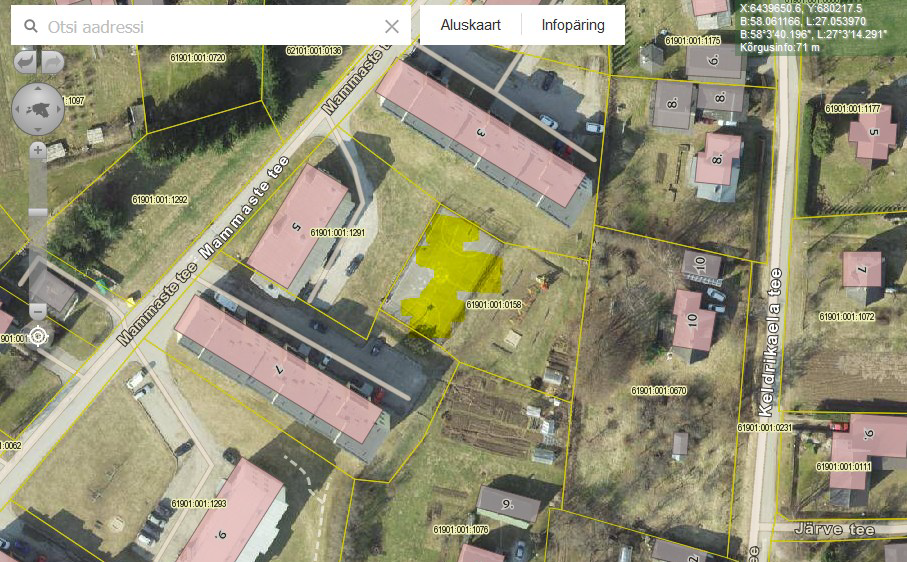 Otsi aadressi
Aluskaart
Infopäring
X:6439650.6, Y:680217.5
B:58.061166, L:27.053970
B:58°3'40.196", L:27°3'14.291"
Kõrgusinfo:71 m
61901:001:0720
62101:001:0136
61901:001:1175
61901:001:1177
61901:001:1292
61901:001:1291
61901:001:0158
61901:001:1072
61901:001:0670
61901:001:0231
61901:001:0111
61901:001:1293
61901:001:1076
Mammaste tee
Mammaste tee
Mammaste tee
Keldrikaela tee
Järve tee
3
5
7
6.
8.
8.
8.
5
7
10
10
9.
9.